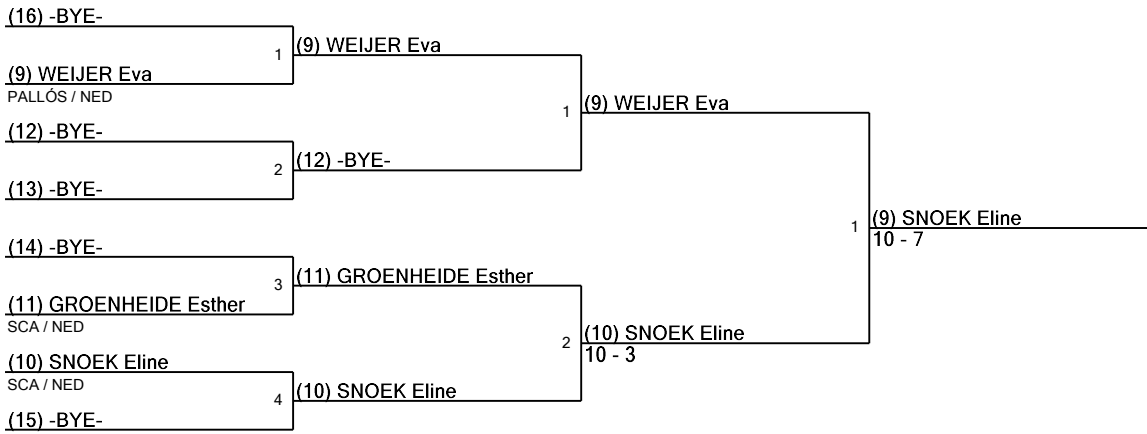 (16) -BYE-
1
(9) WEIJER Eva
(9) WEIJER Eva
PALLÓS / NED
1
(9) WEIJER Eva
(12) -BYE-
2
(12) -BYE-
(13) -BYE-
1
(9) SNOEK Eline
10 - 7
(14) -BYE-
3
(11) GROENHEIDE Esther
(11) GROENHEIDE Esther
SCA / NED
2
(10) SNOEK Eline
10 - 3
(10) SNOEK Eline
SCA / NED
4
(10) SNOEK Eline
(15) -BYE-